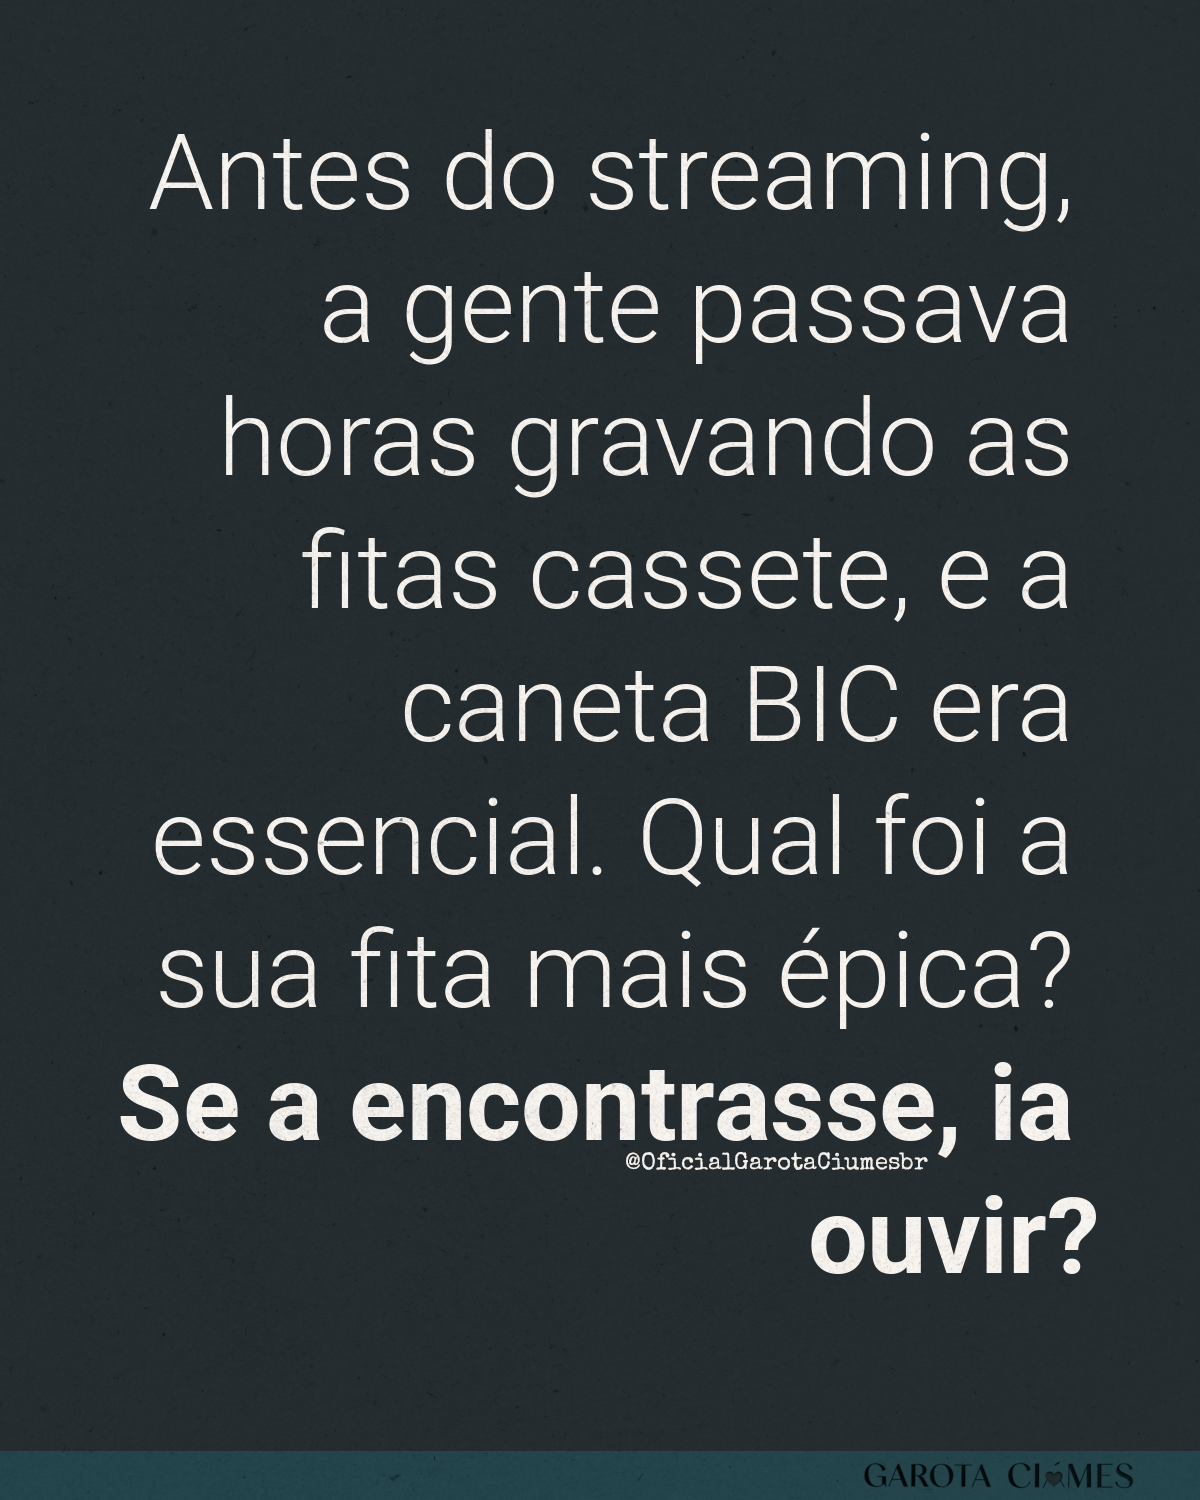 Antes do streaming,
a gente passava
horas gravando as
fitas cassete, e a
caneta BIC era
essencial. Qual foi a
sua fita mais épica?
Se a encontrasse, ia
@OficialGarotaCiumesbr
ouvir?
GAROTA CIÚMES